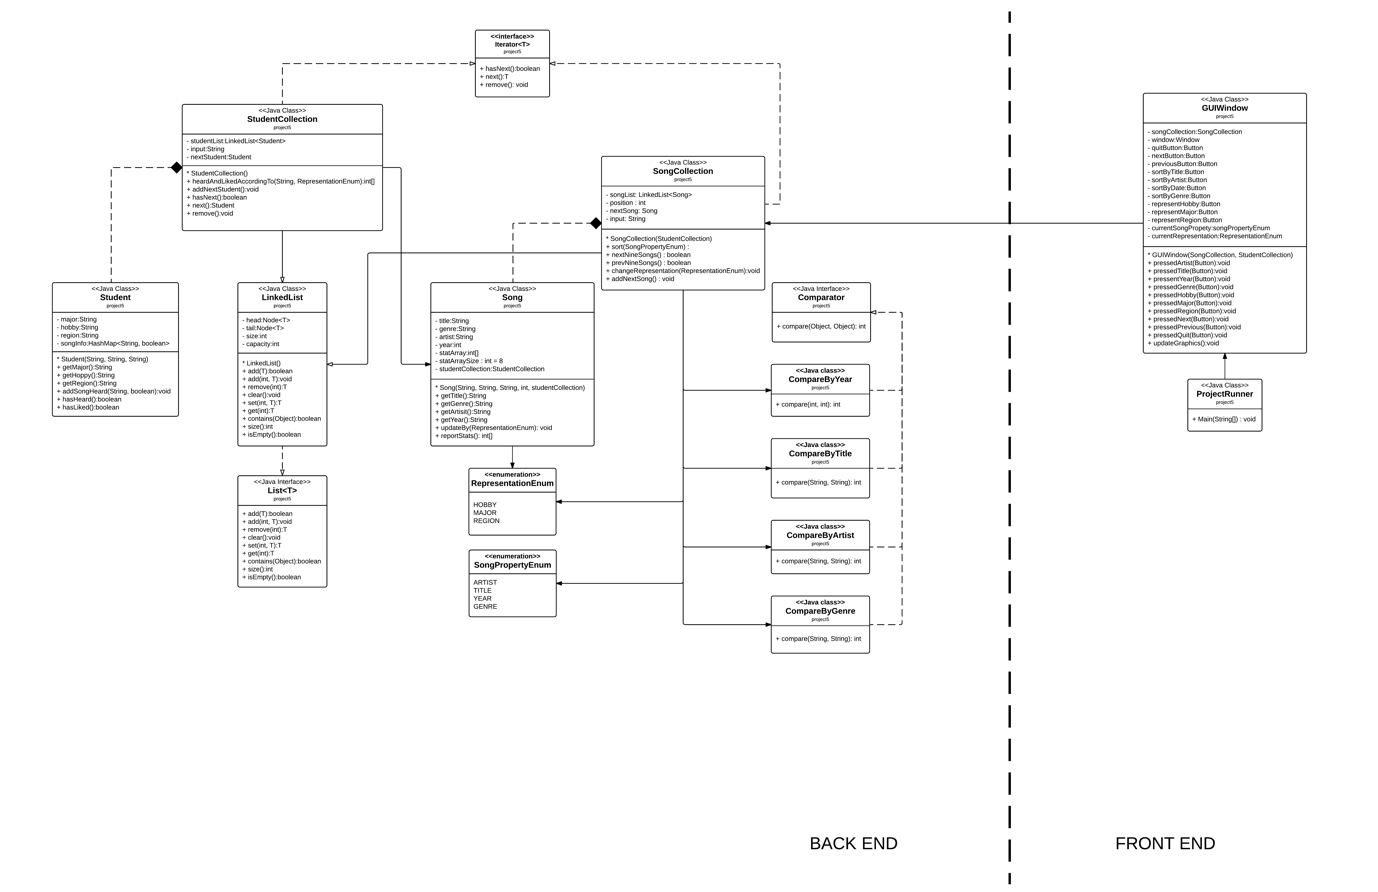 <<interface>>
Iterator<T>
project5
+ hasNext():boolean
+ next():T
+ remove(): void
<<Java Class>>
StudentCollection
project5
- studentList:LinkedList<Student>
- input:String
- nextStudent:Student
* StudentCollection()
+ heardAndLikedAccordingTo(String, RepresentationEnum):int[]
+ addNextStudent():void
+ hasNext():boolean
+ next():Student
+ remove():void
<<Java Class>>
SongCollection
project5
- songList: LinkedList<Song>
- position : int
- nextSong: Song
- input: String
* SongCollection(StudentCollection)
+ sort(SongPropertyEnum) :
+ nextNineSongs() : boolean
+ prevNineSongs() : boolean
+ changeRepresentation(RepresentationEnum):void
+ addNextSong() : void
<<Java Class>>
GUIWindow
project5
- songCollection:SongCollection
- window:Window
- quitButton:Button
- nextButton:Button
- previousButton:Button
- sortByTitle:Button
- sortByArtist:Button
- sortByDate:Button
- sortByGenre:Button
- representHobby:Button
- representMajor:Button
- representRegion:Button
- currentSongPropety:songPropertyEnum
- currentRepresentation:RepresentationEnum
* GUIWindow(SongCollection, StudentCollection)
+ pressedArtist(Button):void
+ pressedTitle(Button):void
+ pressentYear(Button):void
+ pressedGenre(Button):void
+ pressedHobby(Button):void
+ pressedMajor(Button):void
+ pressedRegion(Button):void
+ pressedNext(Button):void
+ pressedPrevious(Button):void
+ pressedQuit(Button):void
+ updateGraphics():void
<<Java Class>>
Student
project5
- major:String
- hobby:String
- region:String
- songInfo:HashMap<String, boolean>
* Student(String, String, String)
+ getMajor():String
+ getHoppy():String
+ getRegion():String
+ addSongHeard(String, boolean):void
+ hasHeard():boolean
+ hasLiked():boolean
<<Java Class>>
LinkedList
project5
- head:Node<T>
- tail:Node<T>
- size:int
- capacity:int
* LinkedList()
+ add(T):boolean
+ add(int, T):void
+ remove(int):T
+ clear():void
+ set(int, T):T
+ get(int):T
+ contains(Object):boolean
+ size():int
+ isEmpty():boolean
<<Java Class>>
Song
project5
- title:String
- genre:String
- artist:String
- year:int
- statArray:int[]
- statArraySize : int = 8
- studentCollection:StudentCollection
* Song(String, String, String, int, studentCollection)
+ getTitle():String
+ getGenre():String
+ getArtisit():String
+ getYear():String
+ updateBy(RepresentationEnum): void
+ reportStats(): int[]
<<Java Interface>>
Comparator
project5
+ compare(Object, Object): int
<<Java class>>
CompareByYear
project5
+ compare(int, int): int
<<Java Class>>
ProjectRunner
project5
+ Main(String[]) : void
<<Java class>>
CompareByTitle
project5
+ compare(String, String): int
<<Java Interface>>
List<T>
project5
+ add(T):boolean
+ add(int, T):void
+ remove(int):T
+ clear():void
+ set(int, T):T
+ get(int):T
+ contains(Object):boolean
+ size():int
+ isEmpty():boolean
<<enumeration>>
RepresentationEnum
project5
HOBBY
MAJOR
REGION
<<Java class>>
CompareByArtist
project5
+ compare(String, String): int
<<enumeration>>
SongPropertyEnum
project5
ARTIST
TITLE
YEAR
GENRE
<<Java class>>
CompareByGenre
project5
+ compare(String, String): int
BACK END
FRONT END